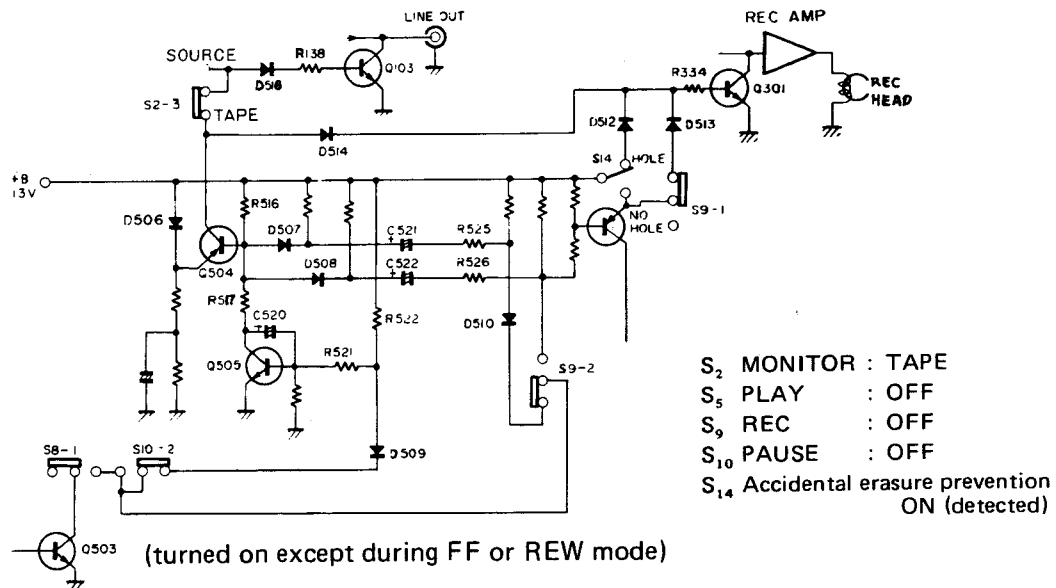 LINE OUT
REC AMP
SOURCE
R138
Q103
D516
S2-3
TAPE
R334
Q301
REC
HEAD
D514
D512
D513
S14
HOLE
+B
13V
D506
R516
D507
C521
R525
NO
HOLE
S9-1
Q504
D508
C522
R526
R517
C520
R522
D510
Q505
R521
S9-2
D509
S8-1
S10-2
Q503
(turned on except during FF or REW mode)
S2 MONITOR : TAPE
S5 PLAY : OFF
S9 REC : OFF
S10 PAUSE : OFF
S14 Accidental erasure prevention
ON (detected)